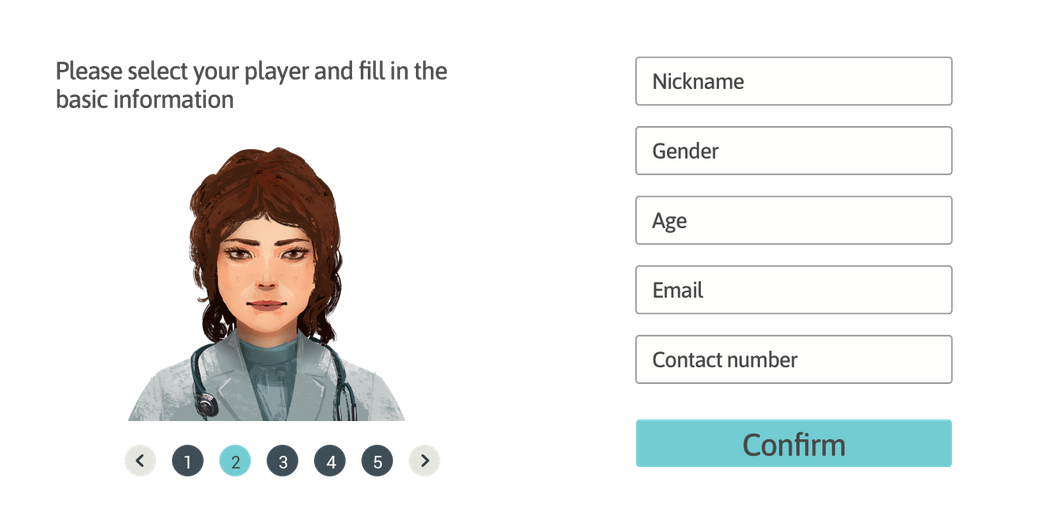 Please select your player and fill in the
basic information
1 2 3 4 5
Nickname
Gender
Age
Email
Contact number
Confirm